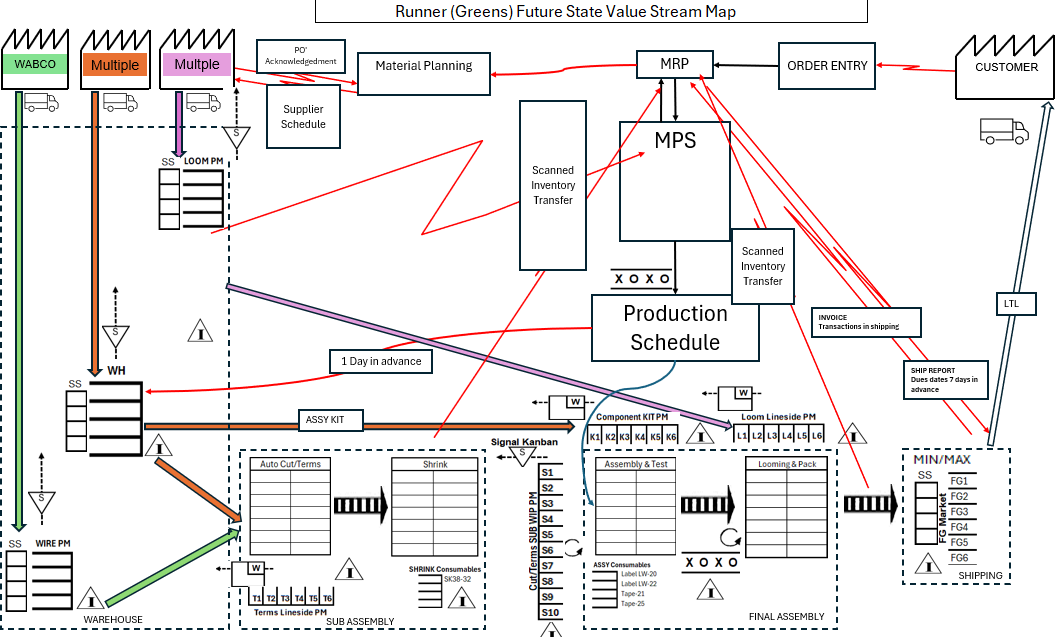 Runner (Greens) Future State Value Stream Map
WABCO
Multiple
Multple
PO'
Acknowledgedment
Supplier
Schedule
Material Planning
MRP
ORDER ENTRY
CUSTOMER
S
SS
LOOM PM
Scanned
Inventory
Transfer
MPS
Scanned
Inventory
Transfer
X O X O
Production
Schedule
LTL
INVOICE
Transactions in shipping
SHIP REPORT
Dues dates 7 days in
advance
S
I
1 Day in advance
WH
SS
ASSY KIT
W
W
Component KIT PM
K1 K2 K3 K4 K5 K6
I
Loom Lineside PM
L1 L2 L3 L4 L5 L6
I
I
Signal Kanban
S
Auto Cut/Terms
Shrink
Cut/Terms SUB WIP PM
S1
S2
S3
S4
S5
S6
S7
S8
S9
S10
Assembly & Test
Looming & Pack
MIN/MAX
SS
FG Market
FG1
FG2
FG3
FG4
FG5
FG6
I
SHIPPING
S
SS
WIRE PM
I
WAREHOUSE
W
T1 T2 T3 T4 T5 T6
Terms Lineside PM
I
SHRINK Consumables
SK38-32
I
SUB ASSEMBLY
I
ASSY Consumables
Label LW-20
Label LW-22
Tape-21
Tape-25
X O X O
I
FINAL ASSEMBLY